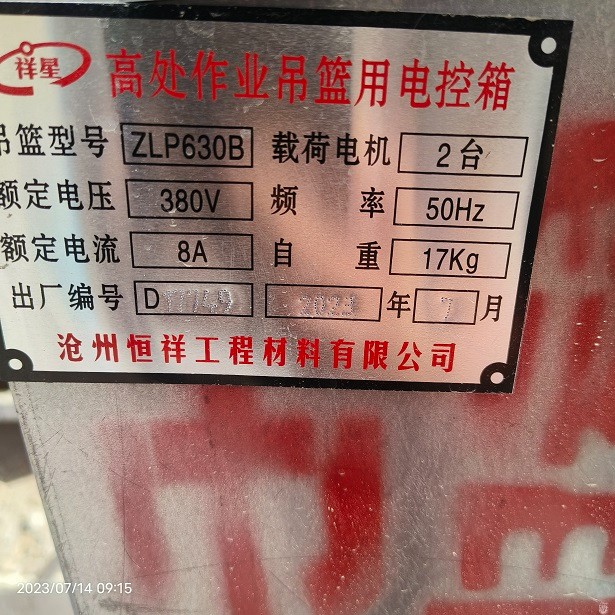 祥星 高处作业吊篮用电控箱
吊篮型号 ZLP630B 载荷电机 2台
额定电压 380V 频率 50Hz
额定电流 8A 自重 17Kg
出厂编号 D 年 7月
沧州恒祥工程材料有限公司
2023/07/14 09:15